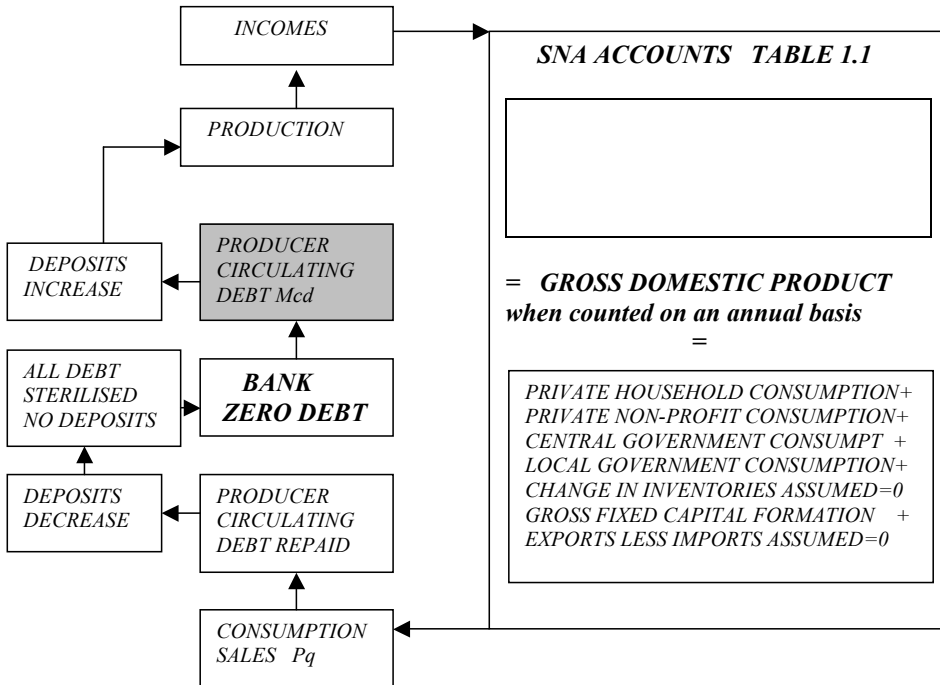 INCOMES
PRODUCTION
DEPOSITS
INCREASE
PRODUCER
CIRCULATING
DEBT Mcd
ALL DEBT
STERILISED
NO DEPOSITS
BANK
ZERO DEBT
DEPOSITS
DECREASE
PRODUCER
CIRCULATING
DEBT REPAID
CONSUMPTION
SALES Pq
SNA ACCOUNTS TABLE 1.1
= GROSS DOMESTIC PRODUCT
when counted on an annual basis
=
PRIVATE HOUSEHOLD CONSUMPTION+
PRIVATE NON-PROFIT CONSUMPTION+
CENTRAL GOVERNMENT CONSUMPT +
LOCAL GOVERNMENT CONSUMPTION+
CHANGE IN INVENTORIES ASSUMED=0
GROSS FIXED CAPITAL FORMATION +
EXPORTS LESS IMPORTS ASSUMED=0